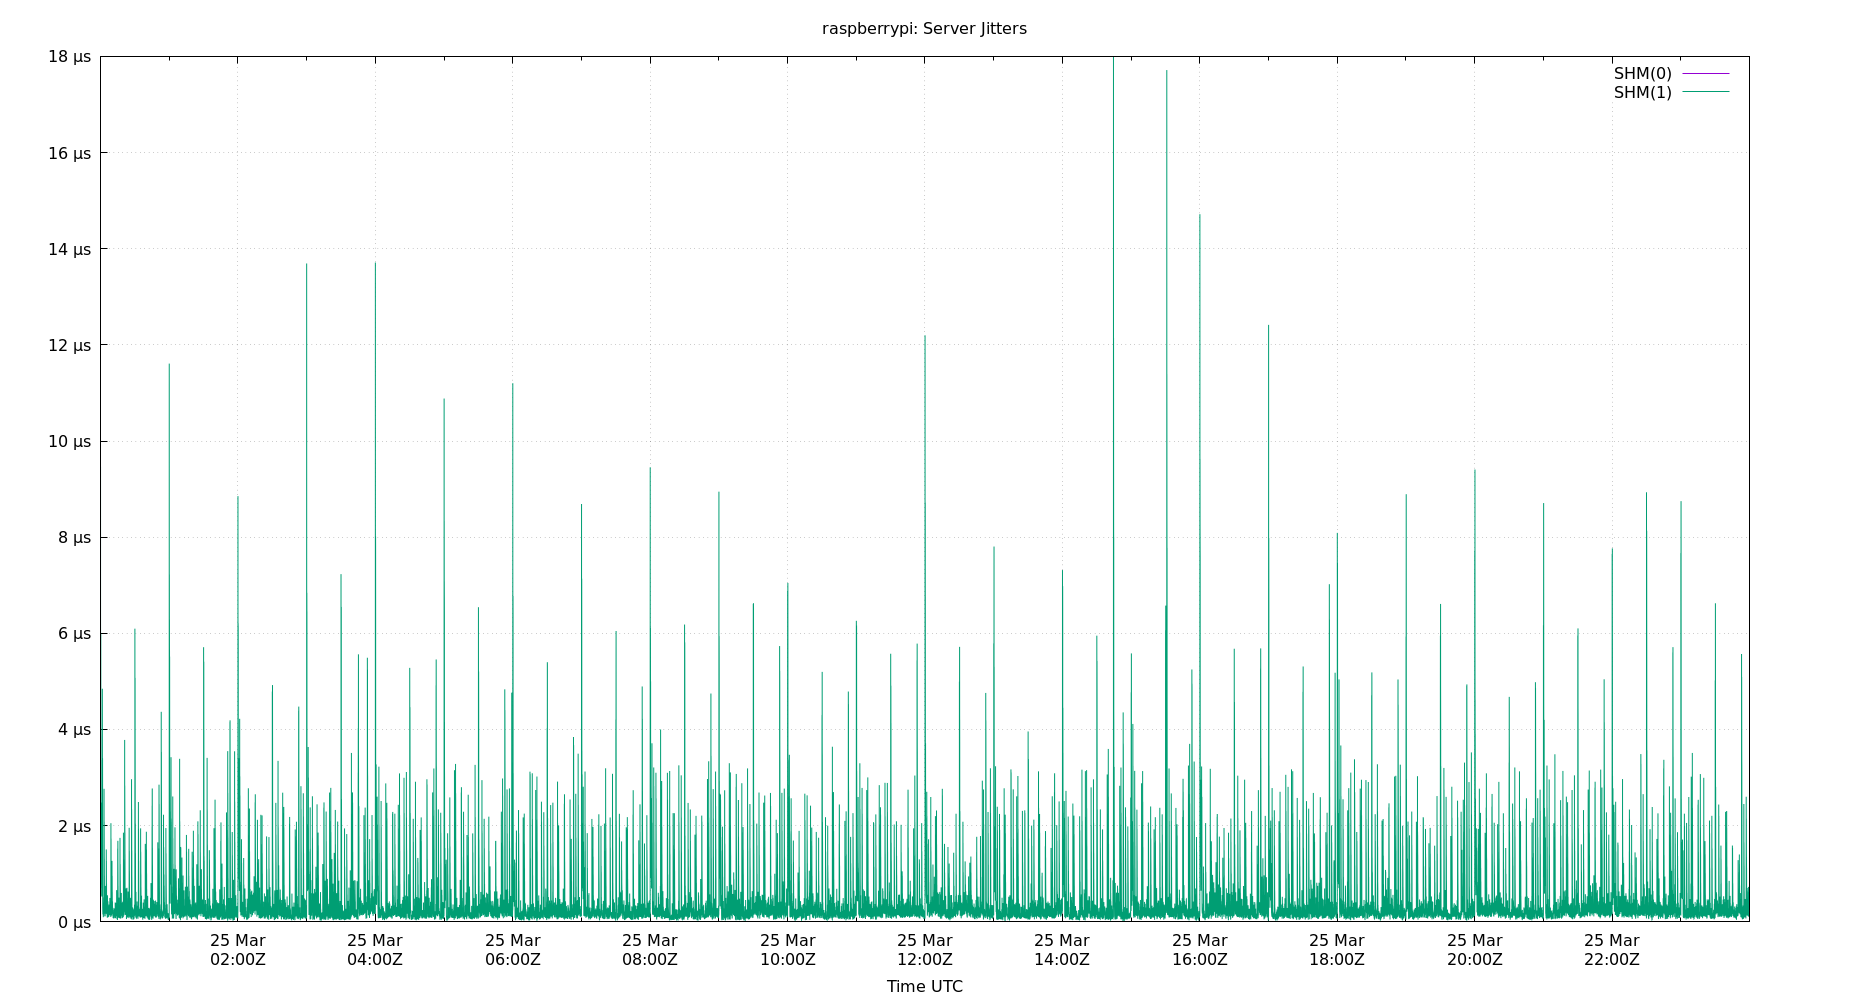 raspberrypi: Server Jitters
18 µs
16 µs
14 µs
12 µs
10 µs
8 µs
6 µs
4 µs
2 µs
0 µs
SHM(0)
SHM(1)
25 Mar 25 Mar 25 Mar 25 Mar 25 Mar 25 Mar 25 Mar 25 Mar 25 Mar 25 Mar 25 Mar
02:00Z 04:00Z 06:00Z 08:00Z 10:00Z 12:00Z 14:00Z 16:00Z 18:00Z 20:00Z 22:00Z
Time UTC